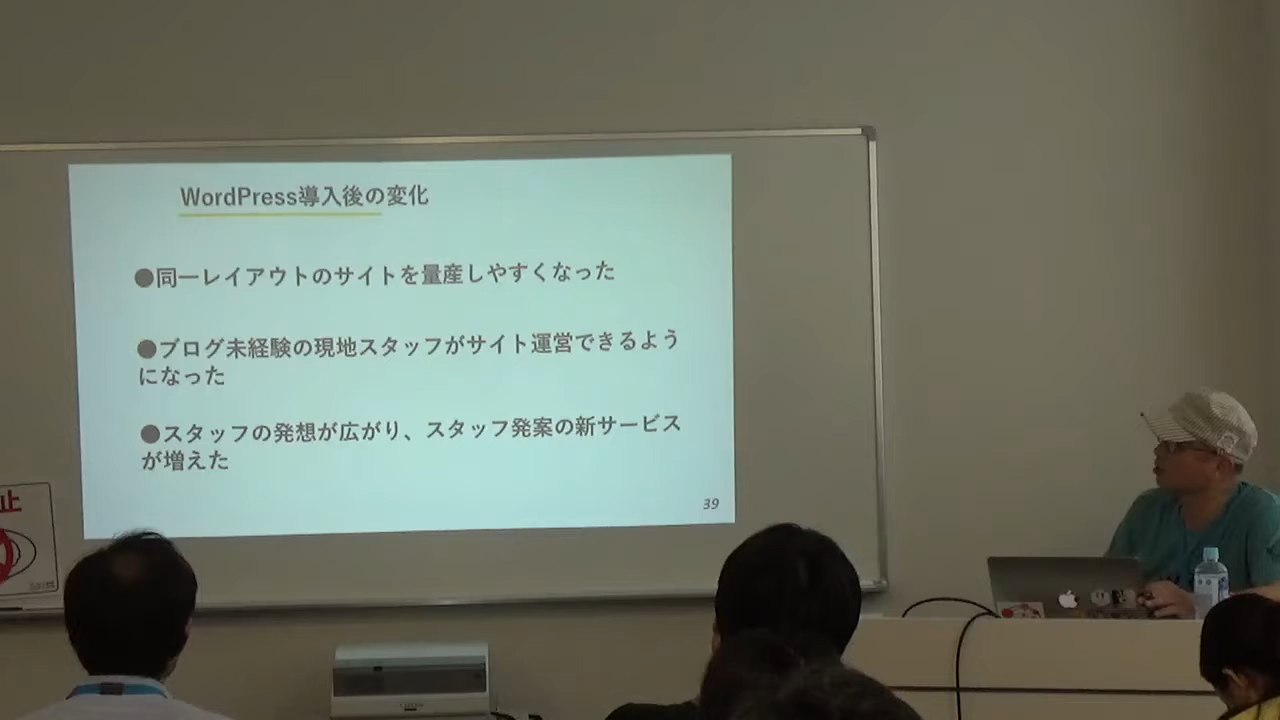 WordPress導入後の変化
●同一レイアウトのサイトを量産しやすくなった
●ブログ未経験の現地スタッフがサイト運営できるよう
になった
●スタッフの発想が広がり、スタッフ発案の新サービス
が増えた
39
止